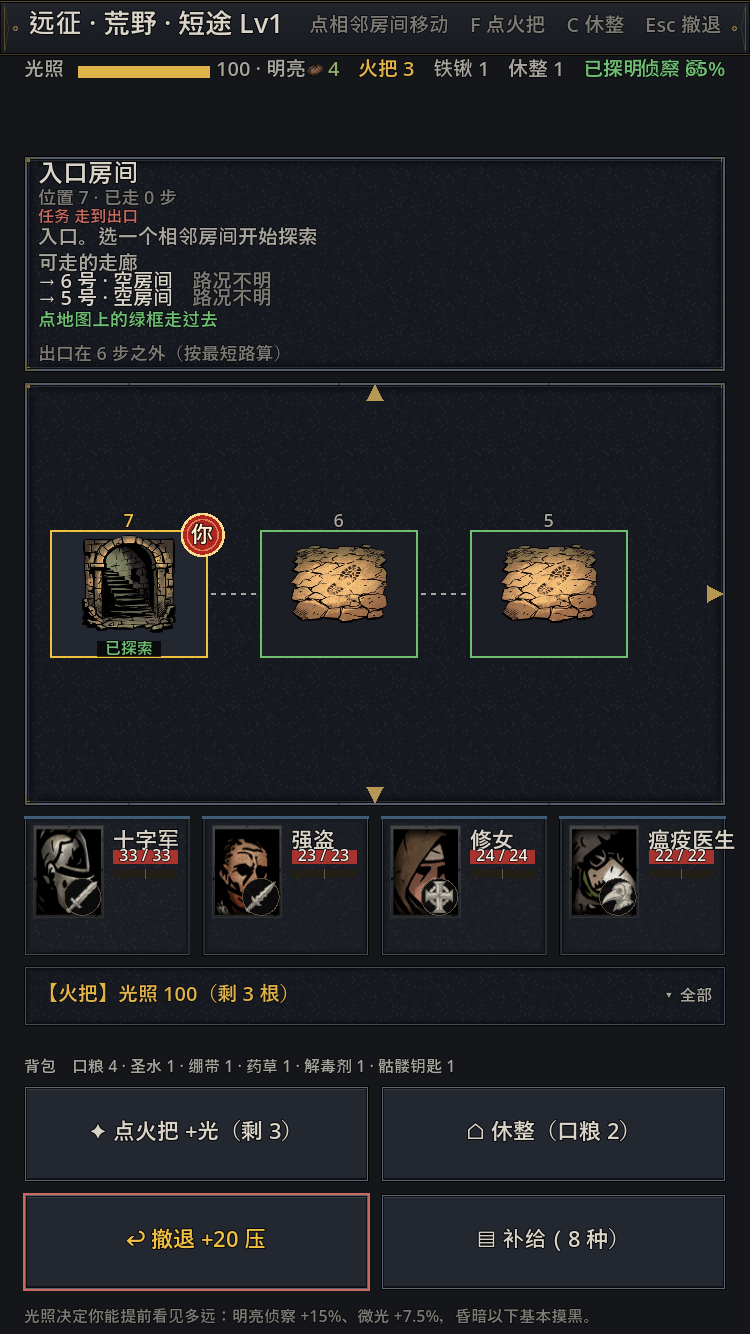 远征 · 荒野 · 短途 Lv1 点相邻房间移动 F 点火把 C 休整 Esc 撤退
光照 100 · 明亮 4 火把 3 铁锹 1 休整 1 已探明侦察 65%
入口房间
位置 7 · 已走 0 步
任务 走到出口
入口。选一个相邻房间开始探索
可走的走廊
→ 6 号 · 空房间 路况不明
→ 5 号 · 空房间 路况不明
点地图上的绿框走过去
出口在 6 步之外（按最短路算）
7 6 5
你
已探索
十字军 强盗 修女 瘟疫医生
33 / 33 23 / 23 24 / 24 22 / 22
【火把】光照 100（剩 3 根） ▾ 全部
背包 口粮 4 · 圣水 1 · 绷带 1 · 药草 1 · 解毒剂 1 · 骷髅钥匙 1
✦ 点火把 +光（剩 3） ⌂ 休整（口粮 2）
↩ 撤退 +20 压 ▤ 补给 ( 8 种）
光照决定你能提前看见多远：明亮侦察 +15%、微光 +7.5%，昏暗以下基本摸黑。